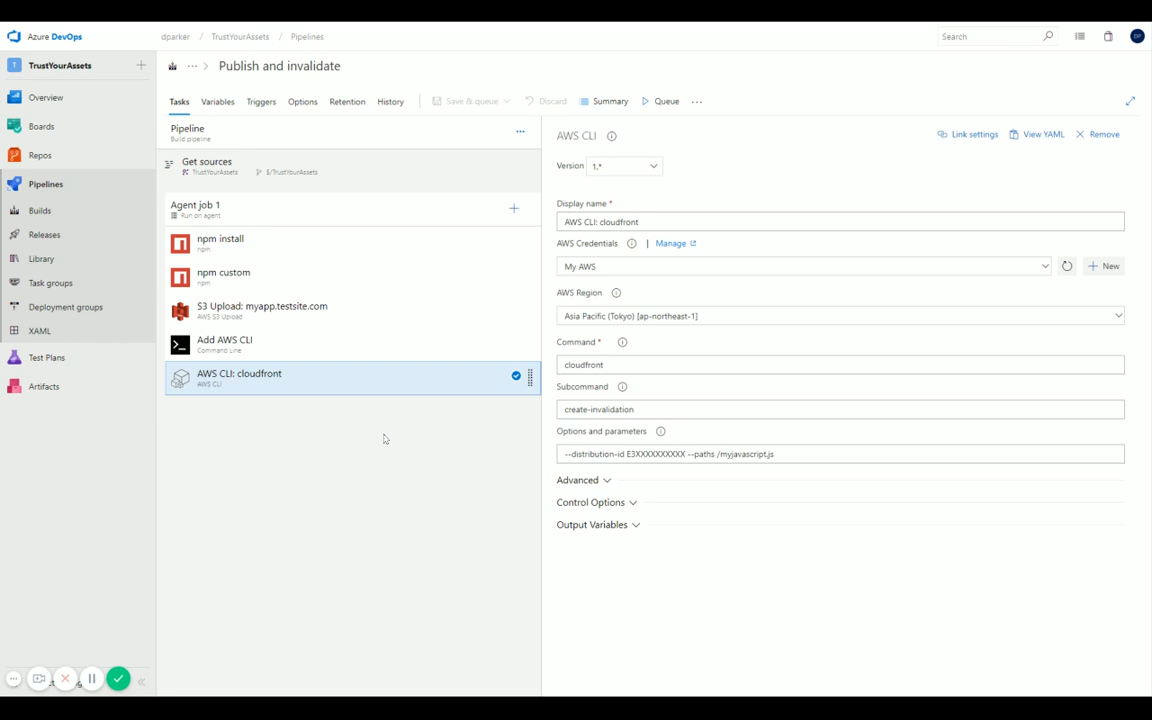 Azure DevOps
dparker / TrustYourAssets / Pipelines
Search
DP
T TrustYourAssets
Overview
Boards
Repos
Pipelines
Builds
Releases
Library
Task groups
Deployment groups
XAML
Test Plans
Artifacts
... > Publish and invalidate
Tasks Variables Triggers Options Retention History Save & queue Discard Summary Queue ...
Pipeline
Build pipeline
Get sources
TrustYourAssets $/TrustYourAssets
Agent job 1
Run on agent
npm install
npm
npm custom
npm
S3 Upload: myapp.testsite.com
AWS S3 Upload
Add AWS CLI
Command Line
AWS CLI: cloudfront
AWS CLI
AWS CLI
Link settings View YAML Remove
Version 1.*
Display name *
AWS CLI: cloudfront
AWS Credentials | Manage
My AWS
New
AWS Region
Asia Pacific (Tokyo) [ap-northeast-1]
Command *
cloudfront
Subcommand
create-invalidation
Options and parameters
--distribution-id E3XXXXXXXXXX --paths /myjavascript.js
Advanced
Control Options
Output Variables